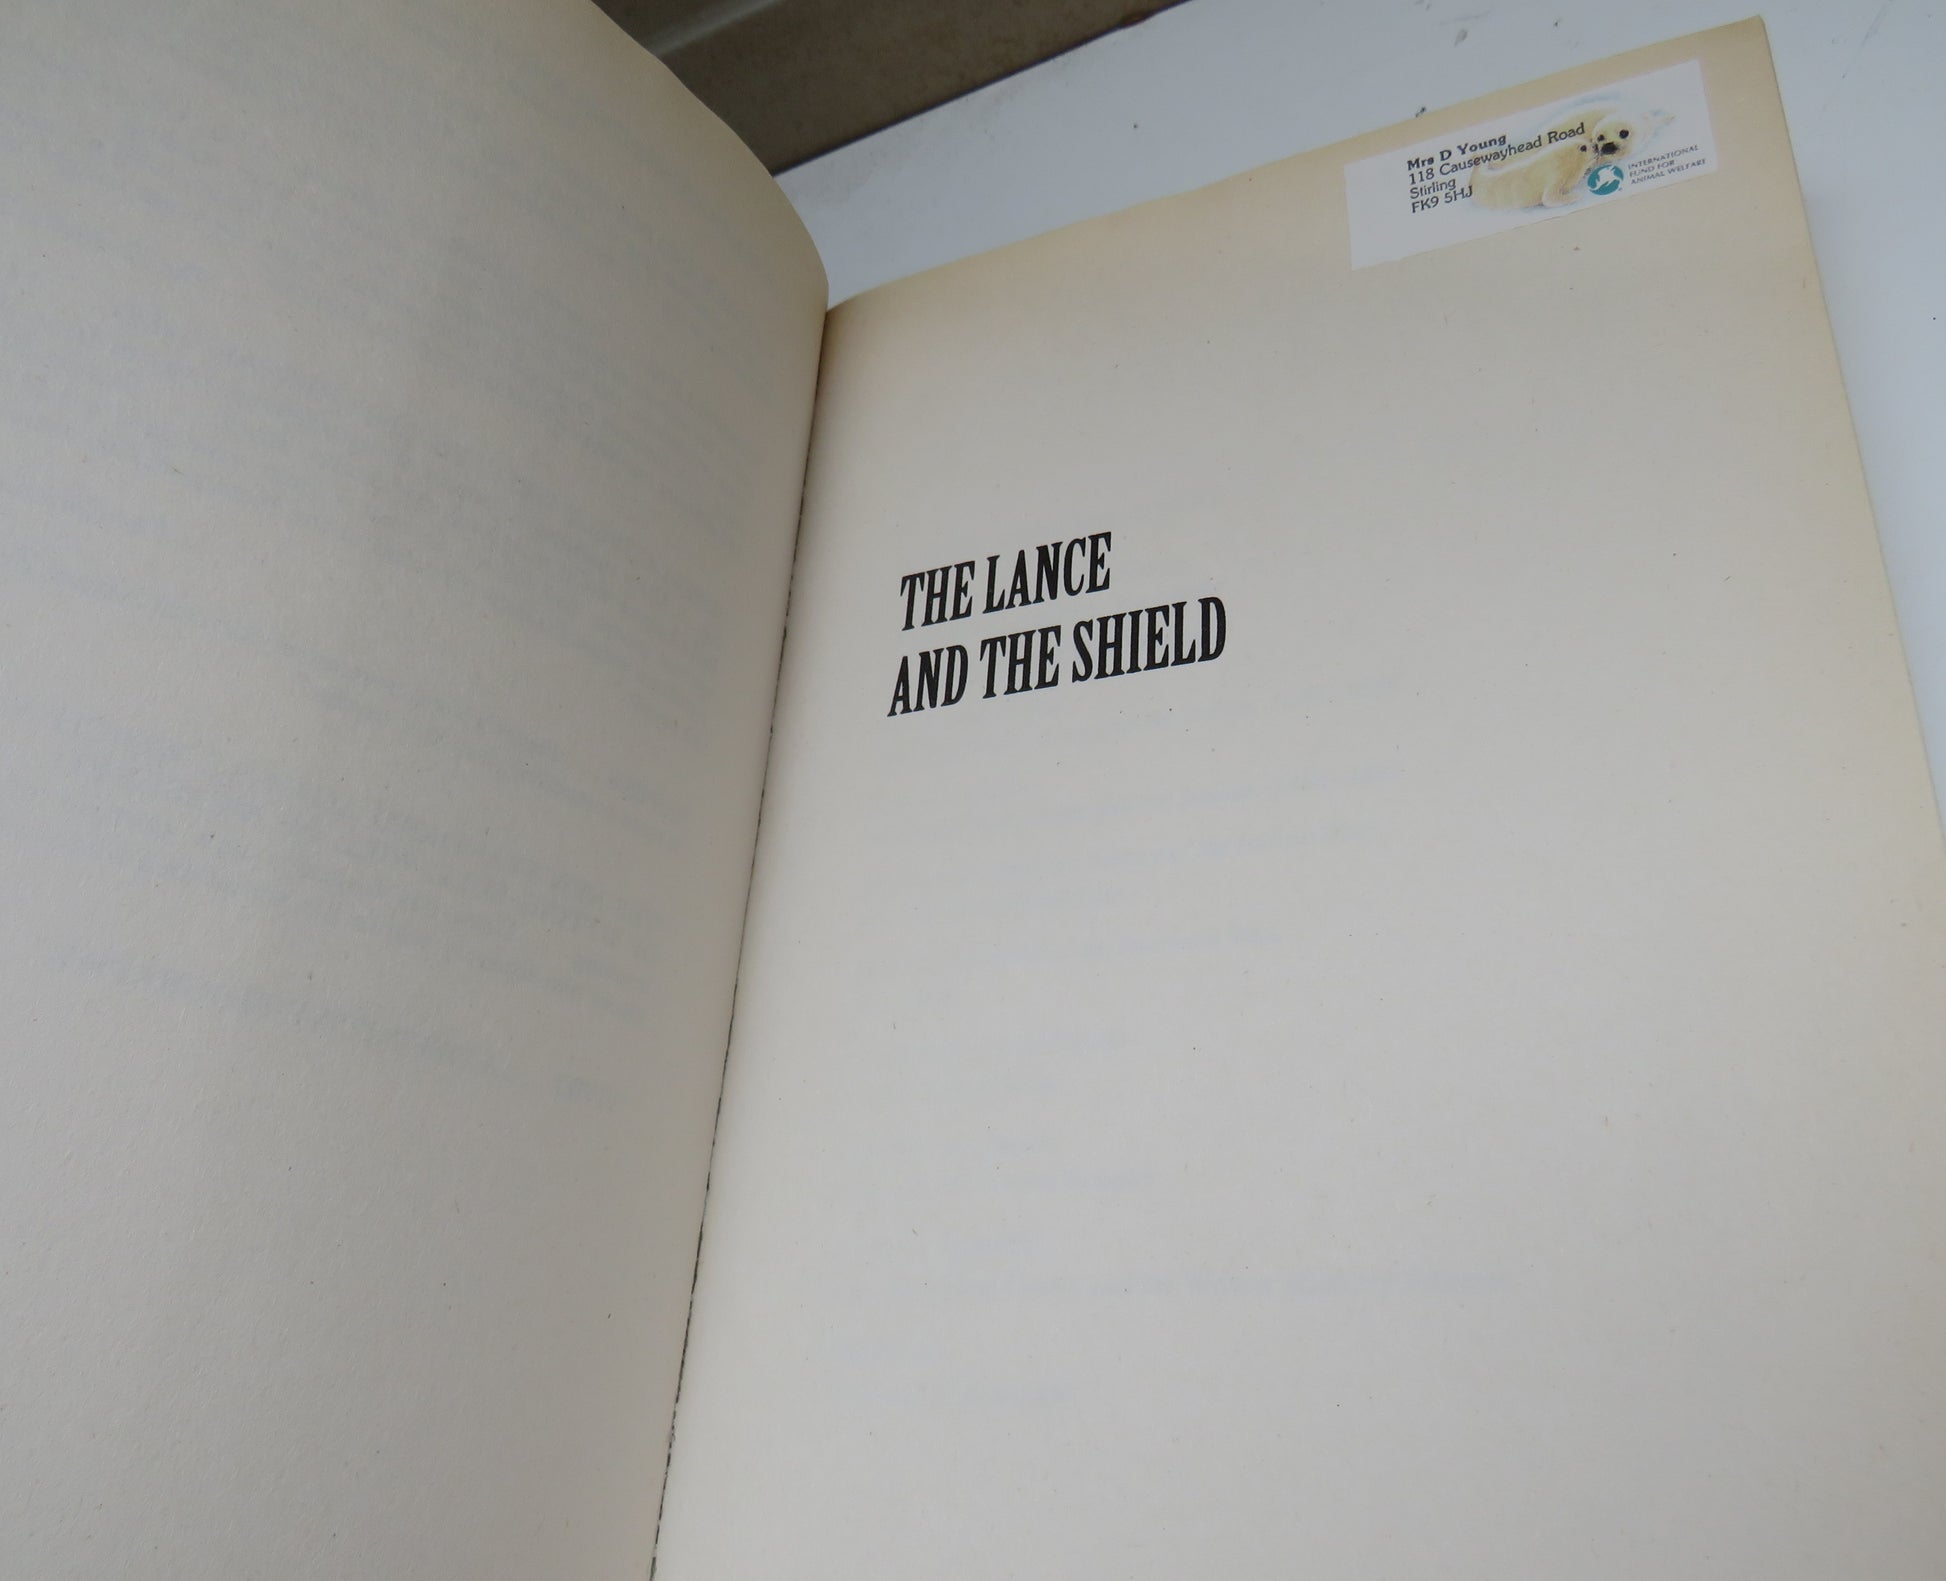 Mrs D Young
118 Causewayhead Road
Stirling
FK9 5HJ
INTERNATIONAL
FUND FOR
ANIMAL WELFARE
THE LANCE
AND THE SHIELD